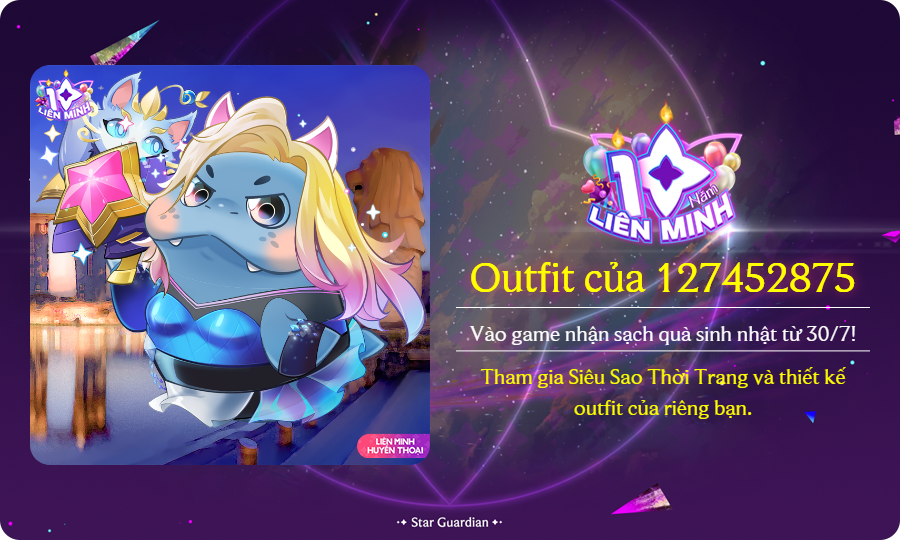 10
LIÊN MINH
10
Năm
LIÊN MINH
Outfit của 127452875
Vào game nhận sạch quà sinh nhật từ 30/7!
Tham gia Siêu Sao Thời Trang và thiết kế
outfit của riêng bạn.
LIÊN MINH
HUYỀN THOẠI
Star Guardian